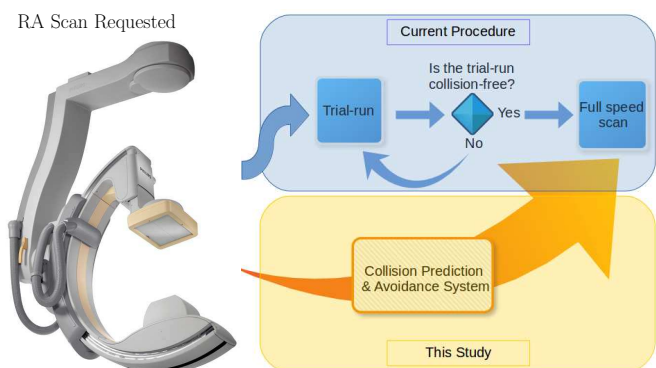 RA Scan Requested
Current Procedure
Is the trial-run
collision-free?
Trial-run
Yes
Full speed
scan
No
Collision Prediction
& Avoidance System
This Study